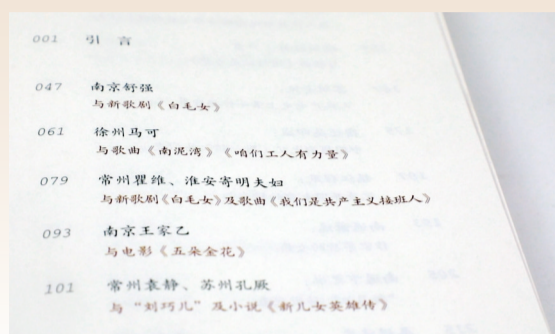 001 引 言
047 南京舒强
与新歌剧《白毛女》
061 徐州马可
与歌曲《南泥湾》《咱们工人有力量》
079 常州瞿维、淮安寄明夫妇
与新歌剧《白毛女》及歌曲《我们是共产主义接班人》
093 南京王家乙
与电影《五朵金花》
101 常州袁静、苏州孔厥
与“刘巧儿”及小说《新儿女英雄传》